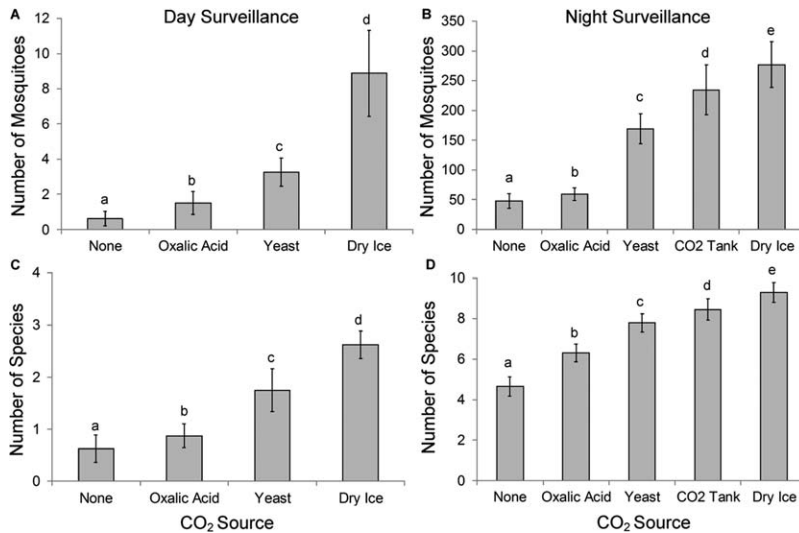 A
Day Surveillance
Number of Mosquitoes
12
10
8
6
4
2
0
a
b
c
d
None
Oxalic Acid
Yeast
Dry Ice
B
Night Surveillance
Number of Mosquitoes
350
300
250
200
150
100
50
0
a
b
c
d
e
None
Oxalic Acid
Yeast
CO2 Tank
Dry Ice
C
Number of Species
4
3
2
1
0
a
b
c
d
None
Oxalic Acid
Yeast
Dry Ice
CO₂ Source
D
Number of Species
10
8
6
4
2
0
a
b
c
d
e
None
Oxalic Acid
Yeast
CO2 Tank
Dry Ice
CO₂ Source